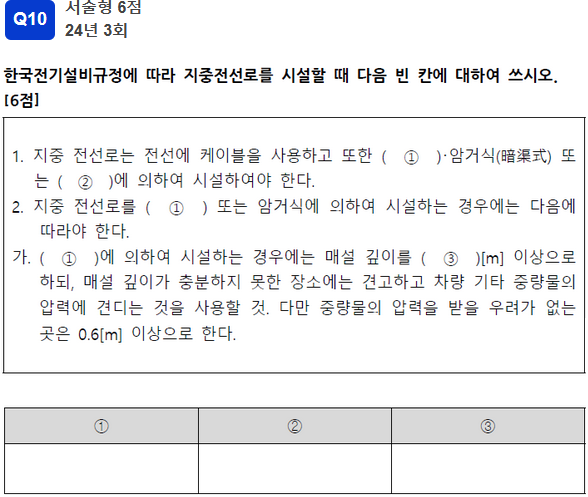 Q10
서술형 6점
24년 3회
한국전기설비규정에 따라 지중전선로를 시설할 때 다음 빈 칸에 대하여 쓰시오.
[6점]
1. 지중 전선로는 전선에 케이블을 사용하고 또한 ( ① )·암거식(暗渠式) 또
는 ( ② )에 의하여 시설하여야 한다.
2. 지중 전선로를 ( ① ) 또는 암거식에 의하여 시설하는 경우에는 다음에
따라야 한다.
가. ( ① )에 의하여 시설하는 경우에는 매설 깊이를 ( ③ )[m] 이상으로
하되, 매설 깊이가 충분하지 못한 장소에는 견고하고 차량 기타 중량물의
압력에 견디는 것을 사용할 것. 다만 중량물의 압력을 받을 우려가 없는
곳은 0.6[m] 이상으로 한다.
① ② ③